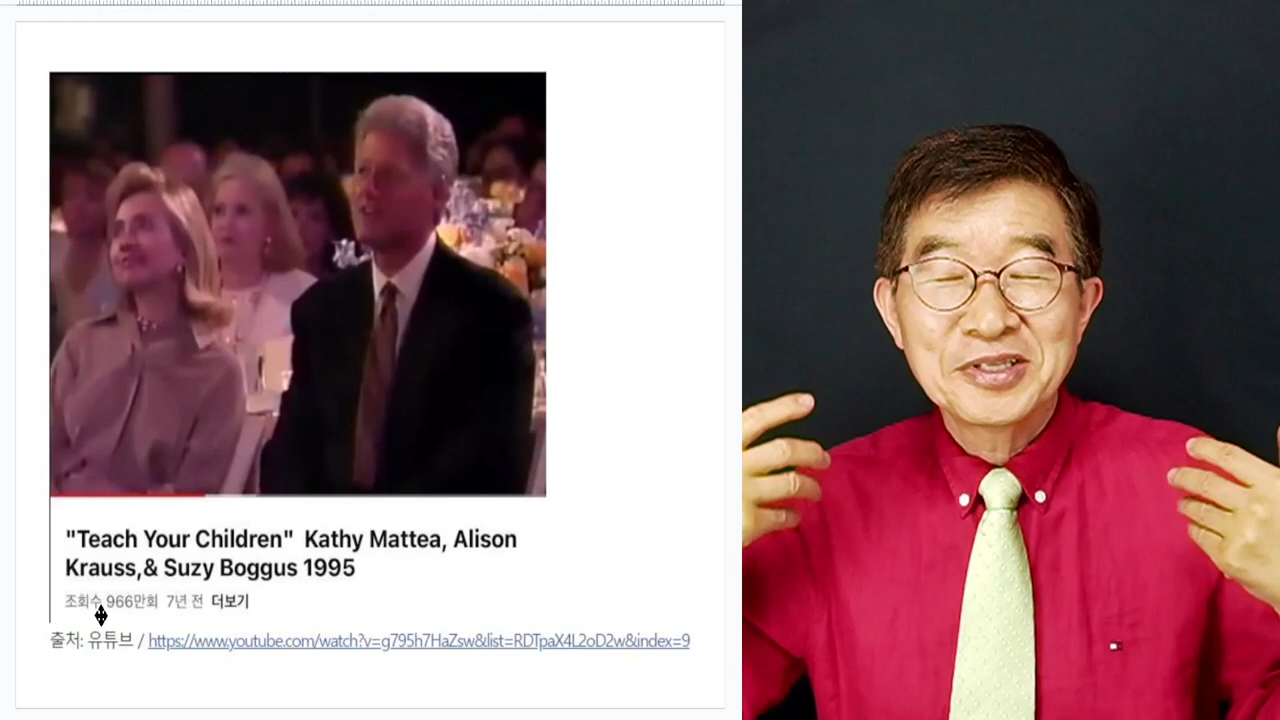 "Teach Your Children" Kathy Mattea, Alison
Krauss,& Suzy Boggus 1995
조회수 966만회 7년 전 더보기
출처: 유튜브 / https://www.youtube.com/watch?v=g795h7HaZsw&list=RDTpaX4L2oD2w&index=9